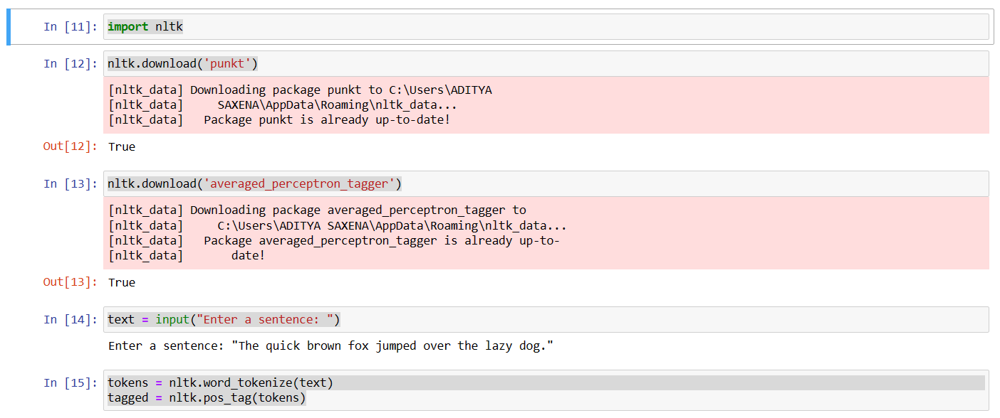 In [11]: import nltk
In [12]: nltk.download('punkt')
[nltk_data] Downloading package punkt to C:\Users\ADITYA
[nltk_data]     SAXENA\AppData\Roaming\nltk_data...
[nltk_data]   Package punkt is already up-to-date!
Out[12]: True
In [13]: nltk.download('averaged_perceptron_tagger')
[nltk_data] Downloading package averaged_perceptron_tagger to
[nltk_data]     C:\Users\ADITYA SAXENA\AppData\Roaming\nltk_data...
[nltk_data]   Package averaged_perceptron_tagger is already up-to-
[nltk_data]       date!
Out[13]: True
In [14]: text = input("Enter a sentence: ")
Enter a sentence: "The quick brown fox jumped over the lazy dog."
In [15]: tokens = nltk.word_tokenize(text)
tagged = nltk.pos_tag(tokens)